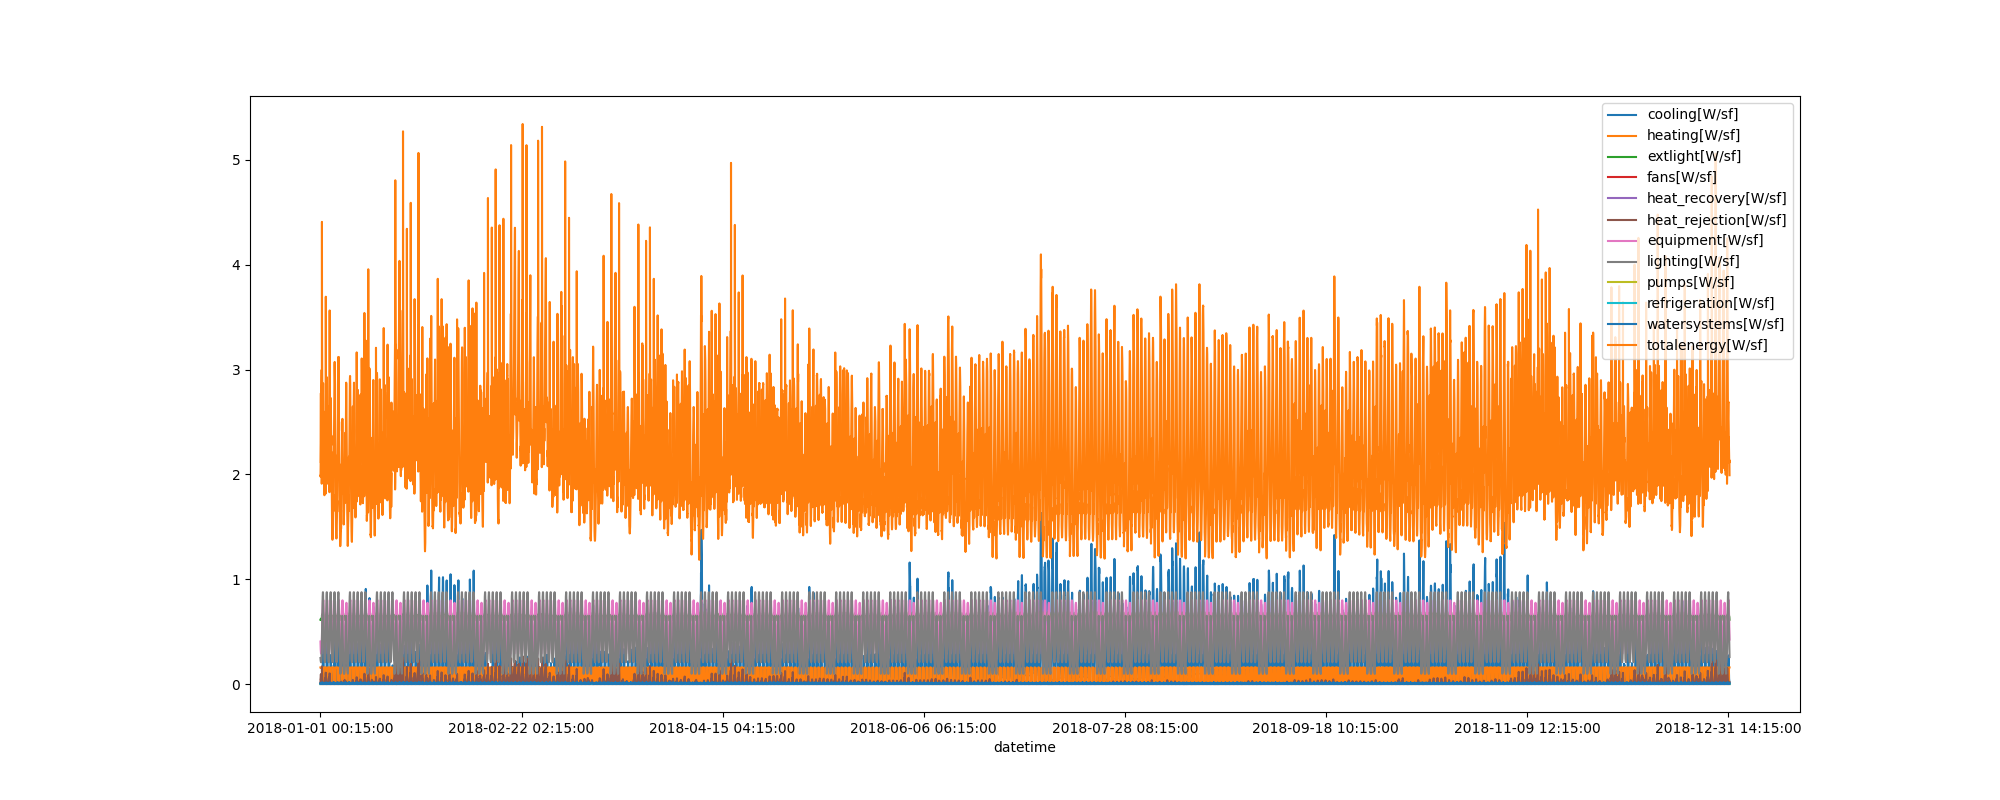 cooling[W/sf]
heating[W/sf]
extlight[W/sf]
fans[W/sf]
heat_recovery[W/sf]
heat_rejection[W/sf]
equipment[W/sf]
lighting[W/sf]
pumps[W/sf]
refrigeration[W/sf]
watersystems[W/sf]
totalenergy[W/sf]
5
4
3
2
1
0
2018-01-01 00:15:00 2018-02-22 02:15:00 2018-04-15 04:15:00 2018-06-06 06:15:00 2018-07-28 08:15:00 2018-09-18 10:15:00 2018-11-09 12:15:00 2018-12-31 14:15:00
datetime